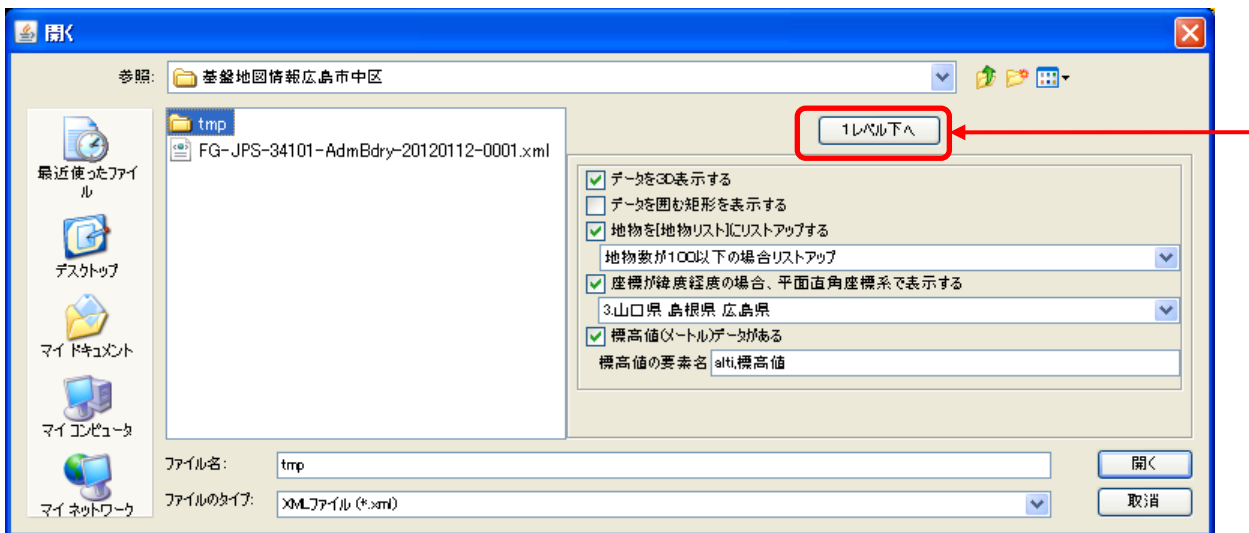 開く
参照: 基盤地図情報広島市中区
tmp
FG-JPS-34101-AdmBdry-20120112-0001.xml
最近使ったファイ
ル
デスクトップ
マイ ドキュメント
マイ コンピュータ
マイ ネットワーク
1レベル下へ
データを3D表示する
データを囲む矩形を表示する
地物を[地物リスト]にリストアップする
地物数が100以下の場合リストアップ
座標が緯度経度の場合、平面直角座標系で表示する
3.山口県 島根県 広島県
標高値(メートル)データがある
標高値の要素名 alti,標高値
ファイル名: tmp
開く
ファイルのタイプ: XMLファイル (*.xml)
取消